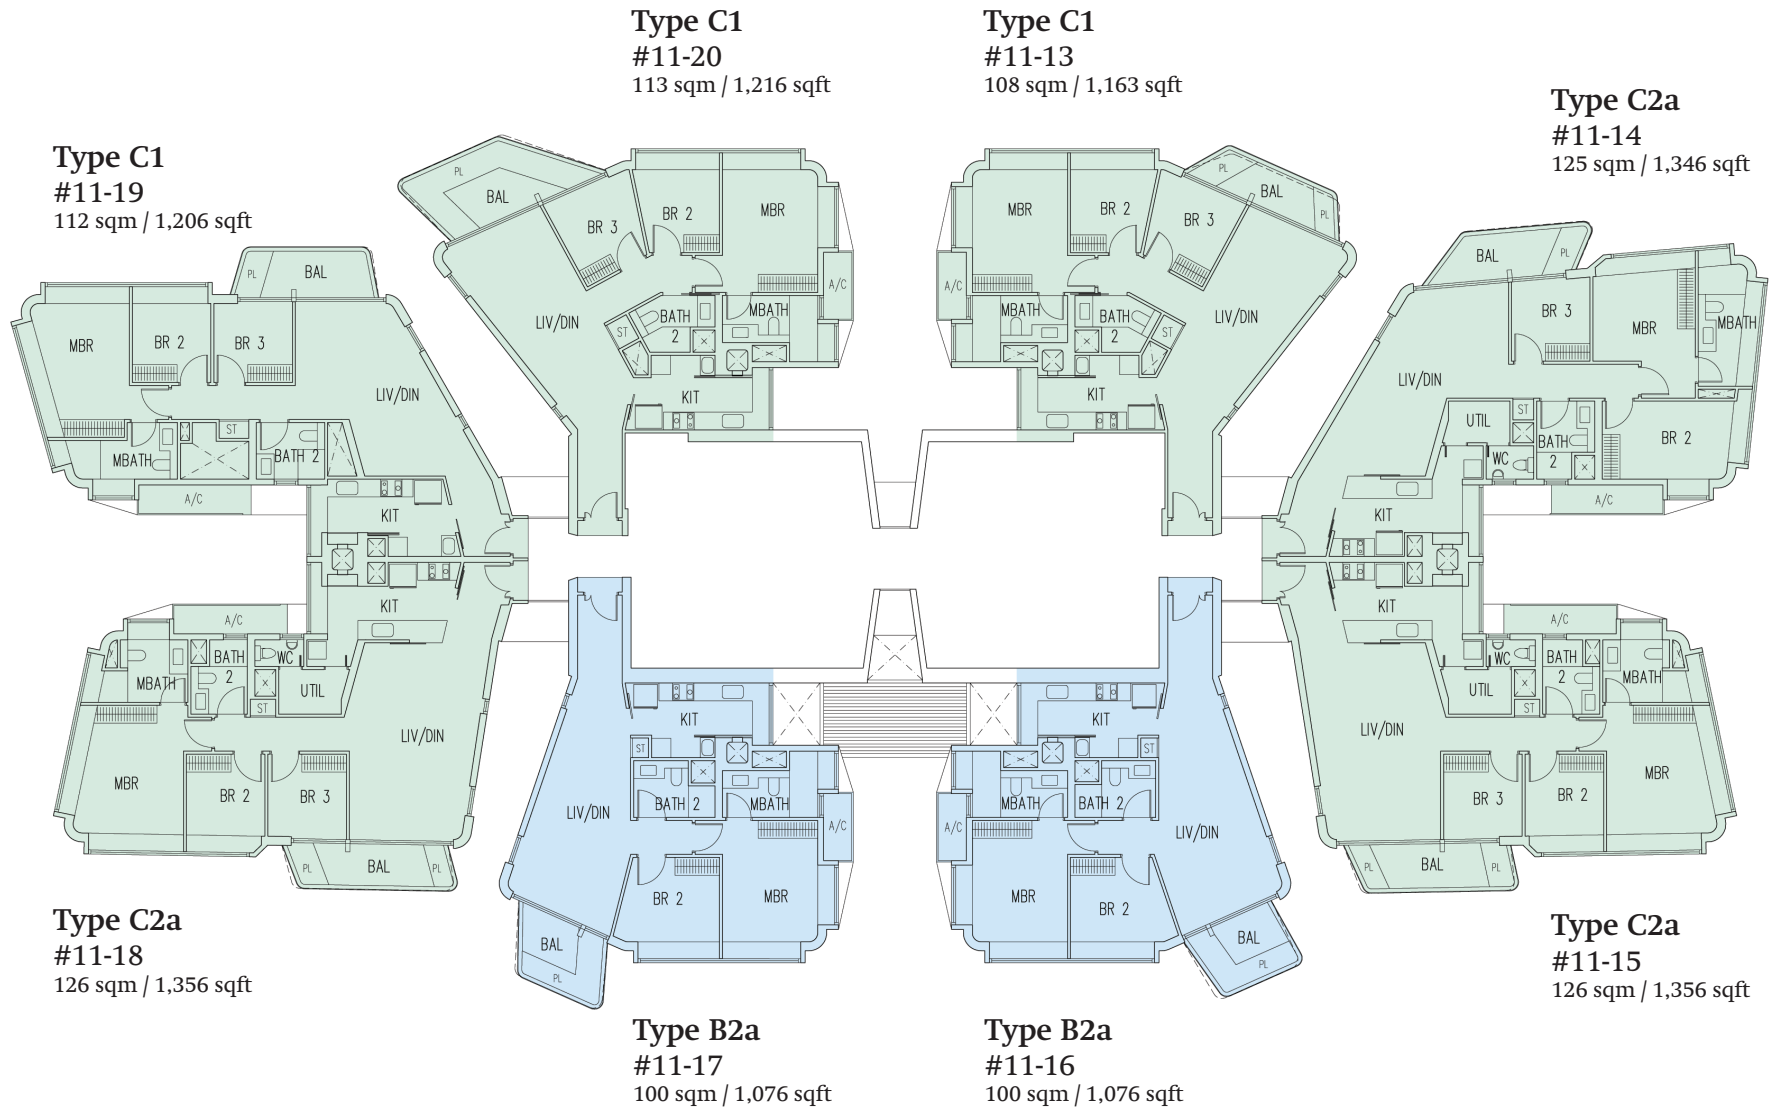 Type C1
#11-20
113 sqm / 1,216 sqft
Type C1
#11-13
108 sqm / 1,163 sqft
Type C2a
#11-14
125 sqm / 1,346 sqft
Type C1
#11-19
112 sqm / 1,206 sqft
PL
BAL
BR 3
BR 2
MBR
A/C
LIV/DIN
ST
BATH
2
MBATH
KIT
MBR
BR 2
BR 3
PL
BAL
PL
A/C
MBATH
BATH
2
ST
LIV/DIN
KIT
PL
BAL
MBR
BR 2
BR 3
LIV/DIN
ST
MBATH
BATH 2
A/C
KIT
BAL
PL
BR 3
MBR
MBATH
LIV/DIN
UTIL
ST
BATH
2
WC
BR 2
A/C
KIT
KIT
A/C
BATH
2
WC
MBATH
UTIL
ST
LIV/DIN
MBR
BR 2
BR 3
PL
BAL
PL
KIT
ST
BATH 2
MBATH
A/C
LIV/DIN
BR 2
MBR
BAL
PL
KIT
ST
MBATH
BATH 2
A/C
LIV/DIN
MBR
BR 2
BAL
PL
KIT
A/C
WC
BATH
2
MBATH
UTIL
ST
LIV/DIN
MBR
BR 3
BR 2
PL
BAL
PL
Type C2a
#11-18
126 sqm / 1,356 sqft
Type B2a
#11-17
100 sqm / 1,076 sqft
Type B2a
#11-16
100 sqm / 1,076 sqft
Type C2a
#11-15
126 sqm / 1,356 sqft